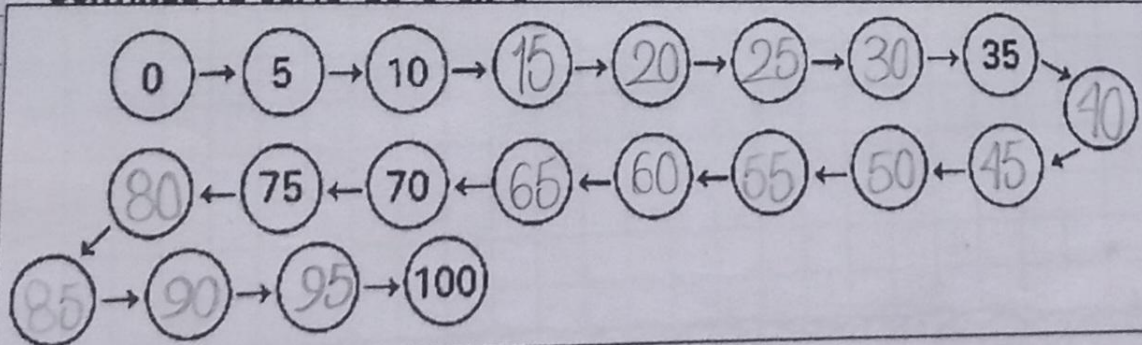 0 → 5 → 10 → 15 → 20 → 25 → 30 → 35
40
80 ← 75 ← 70 ← 65 ← 60 ← 55 ← 50 ← 45
85 → 90 → 95 → 100